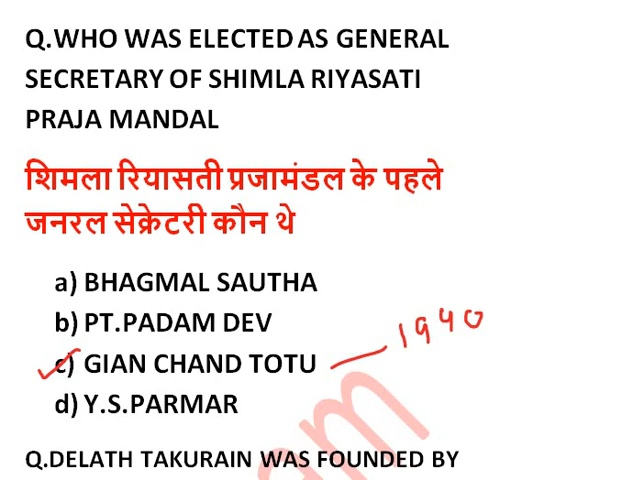 Q.WHO WAS ELECTED AS GENERAL
SECRETARY OF SHIMLA RIYASATI
PRAJA MANDAL
शिमला रियासती प्रजामंडल के पहले
जनरल सेक्रेटरी कौन थे
a) BHAGMAL SAUTHA
b) PT.PADAM DEV
c) GIAN CHAND TOTU — 1940
d) Y.S.PARMAR
Q.DELATH TAKURAIN WAS FOUNDED BY